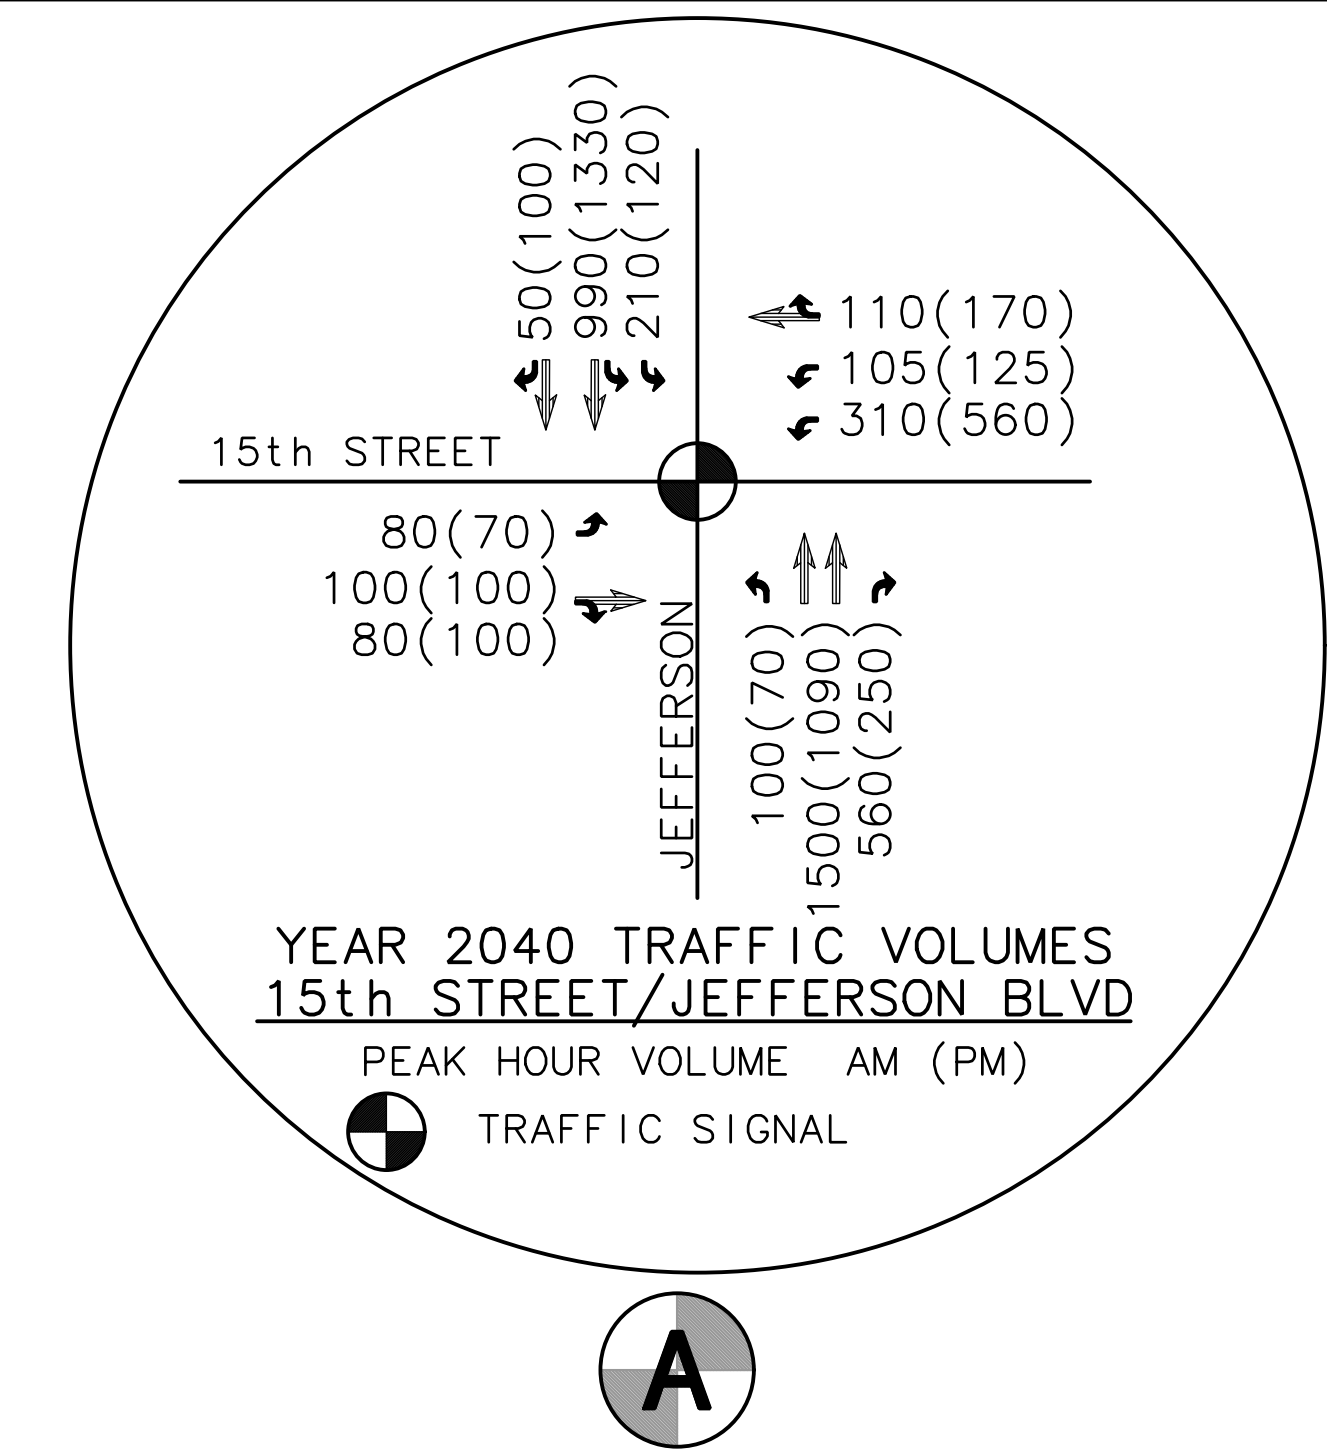 50(100)
990(1330)
210(120)
110(170)
105(125)
310(560)
15th STREET
80(70)
100(100)
80(100)
JEFFERSON
100(70)
1500(1090)
560(250)
YEAR 2040 TRAFFIC VOLUMES
15th STREET/JEFFERSON BLVD
PEAK HOUR VOLUME AM (PM)
TRAFFIC SIGNAL
A